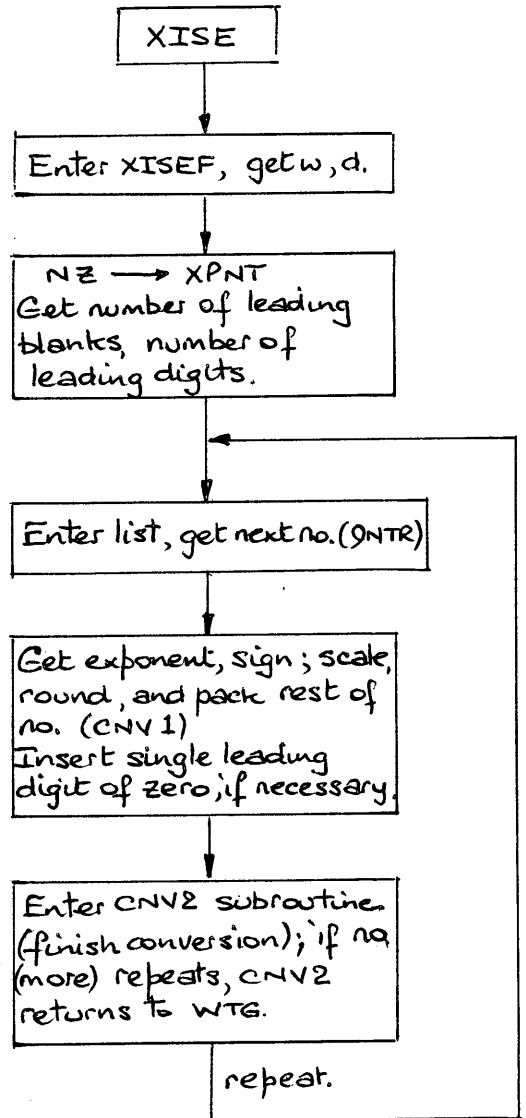 XISE
Enter XISEF, get w, d.
NZ → XPNT
Get number of leading
blanks, number of
leading digits.
Enter list, get next no. (9NTR)
Get exponent, sign; scale,
round, and pack rest of
no. (CNV1)
Insert single leading
digit of zero, if necessary.
Enter CNV2 subroutine
(finish conversion); if no
(more) repeats, CNV2
returns to WTG.
repeat.